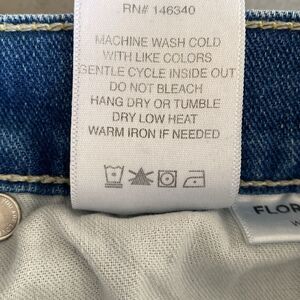 RN# 146340
MACHINE WASH COLD
WITH LIKE COLORS
GENTLE CYCLE INSIDE OUT
DO NOT BLEACH
HANG DRY OR TUMBLE
DRY LOW HEAT
WARM IRON IF NEEDED
FLOR